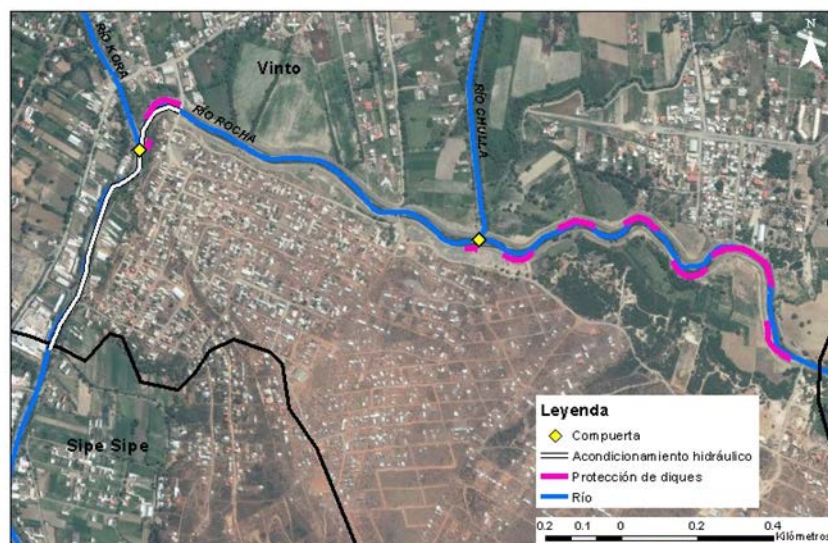 RÍO KORA
Vinto
RÍO ROCHA
RÍO CHULLA
N
Sipe Sipe
Leyenda
Compuerta
Acondicionamiento hidráulico
Protección de diques
Río
0.2 0.1 0 0.2 0.4
Kilómetros